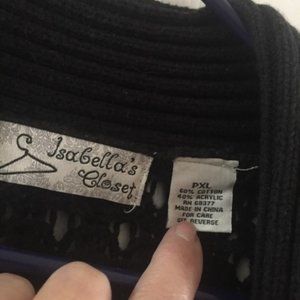 Isabella's
Closet
PXL
60% COTTON
40% ACRYLIC
RN 69377
MADE IN CHINA
FOR CARE
SEE REVERSE